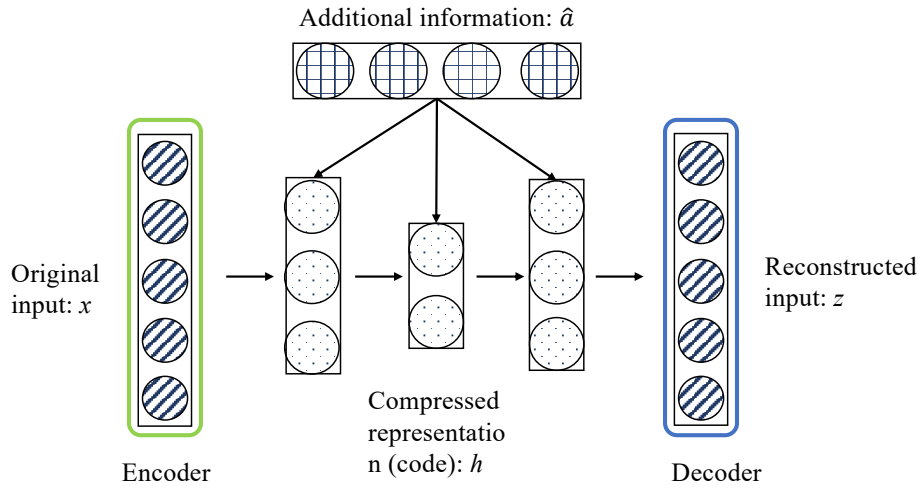 Additional information: â
Original
input: x
Reconstructed
input: z
Compressed
representatio
n (code): h
Encoder
Decoder